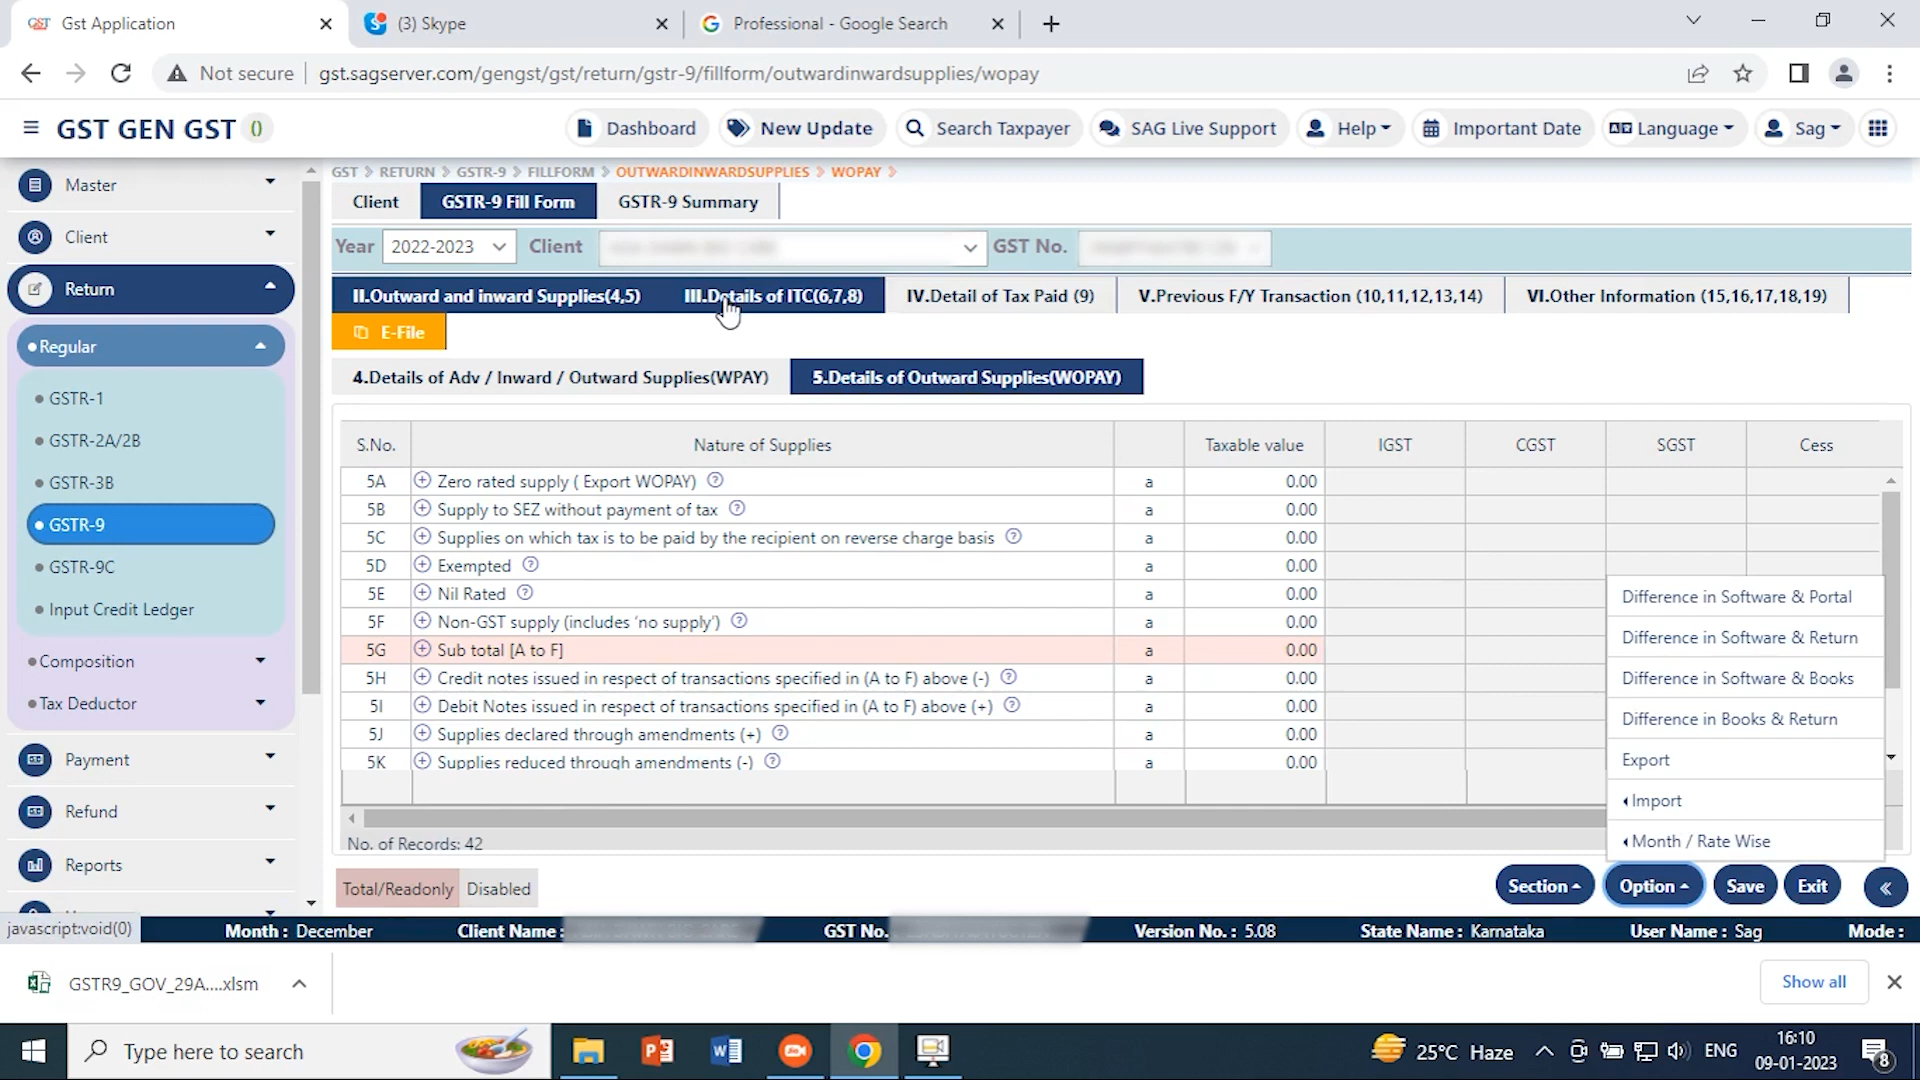 GST Gst Application
(3) Skype
Professional - Google Search
Not secure gst.sagserver.com/gengst/gst/return/gstr-9/fillform/outwardinwardsupplies/wopay
GST GEN GST ()
Dashboard New Update Search Taxpayer SAG Live Support Help Important Date Language Sag
Master
Client
Return
Regular
GSTR-1
GSTR-2A/2B
GSTR-3B
GSTR-9
GSTR-9C
Input Credit Ledger
Composition
Tax Deductor
Payment
Refund
Reports
GST RETURN GSTR-9 FILLFORM OUTWARDINWARDSUPPLIES WOPAY
Client GSTR-9 Fill Form GSTR-9 Summary
Year 2022-2023 Client GST No.
II.Outward and inward Supplies(4,5) III.Details of ITC(6,7,8) IV.Detail of Tax Paid (9) V.Previous F/Y Transaction (10,11,12,13,14) VI.Other Information (15,16,17,18,19)
E-File
4.Details of Adv / Inward / Outward Supplies(WPAY) 5.Details of Outward Supplies(WOPAY)
S.No. Nature of Supplies Taxable value IGST CGST SGST Cess
5A Zero rated supply ( Export WOPAY) ? a 0.00
5B Supply to SEZ without payment of tax ? a 0.00
5C Supplies on which tax is to be paid by the recipient on reverse charge basis ? a 0.00
5D Exempted ? a 0.00
5E Nil Rated ? a 0.00
5F Non-GST supply (includes ‘no supply’) ? a 0.00
5G Sub total [A to F] a 0.00
5H Credit notes issued in respect of transactions specified in (A to F) above (-) ? a 0.00
5I Debit Notes issued in respect of transactions specified in (A to F) above (+) ? a 0.00
5J Supplies declared through amendments (+) ? a 0.00
5K Supplies reduced through amendments (-) ? a 0.00
No. of Records: 42
Difference in Software & Portal
Difference in Software & Return
Difference in Software & Books
Difference in Books & Return
Export
Import
Month / Rate Wise
Total/Readonly Disabled
Section Option Save Exit
javascript:void(0)
Month : December Client Name : GST No. Version No. : 5.08 State Name : Karnataka User Name : Sag Mode :
GSTR9_GOV_29A....xlsm
Show all
Type here to search
25°C Haze ENG
16:10
09-01-2023
8